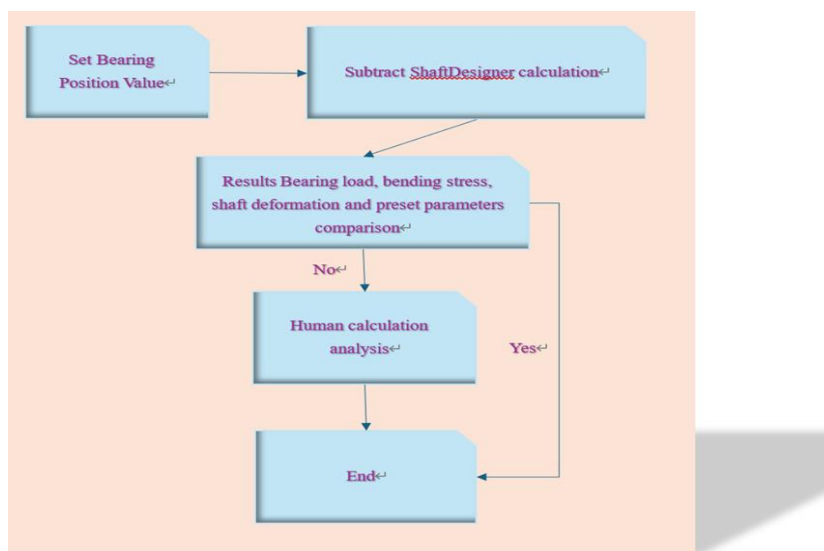 Set Bearing
Position Value↵
Subtract ShaftDesigner calculation↵
Results Bearing load, bending stress,
shaft deformation and preset parameters
comparison↵
No↵
Human calculation
analysis↵
Yes↵
End↵